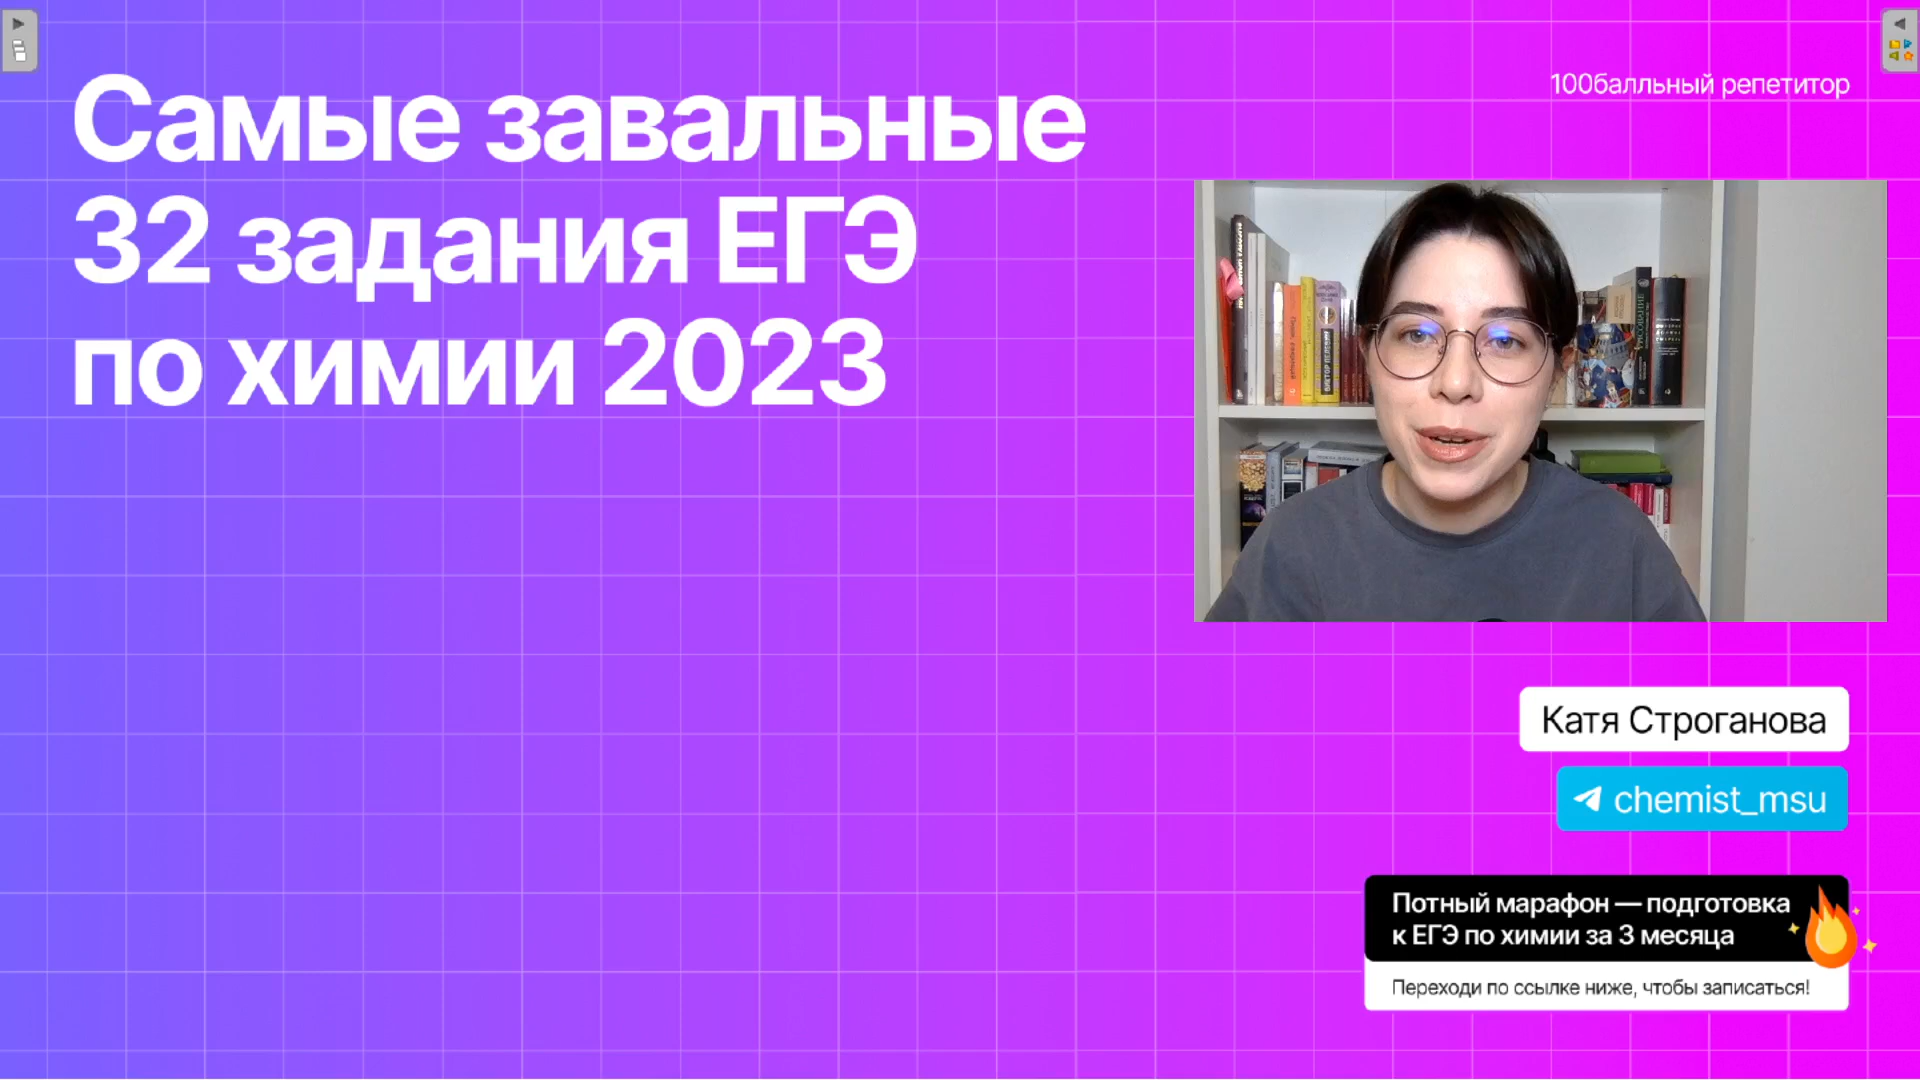 Самые завальные
32 задания ЕГЭ
по химии 2023
100балльный репетитор
Катя Строганова
chemist_msu
Потный марафон — подготовка
к ЕГЭ по химии за 3 месяца
Переходи по ссылке ниже, чтобы записаться!